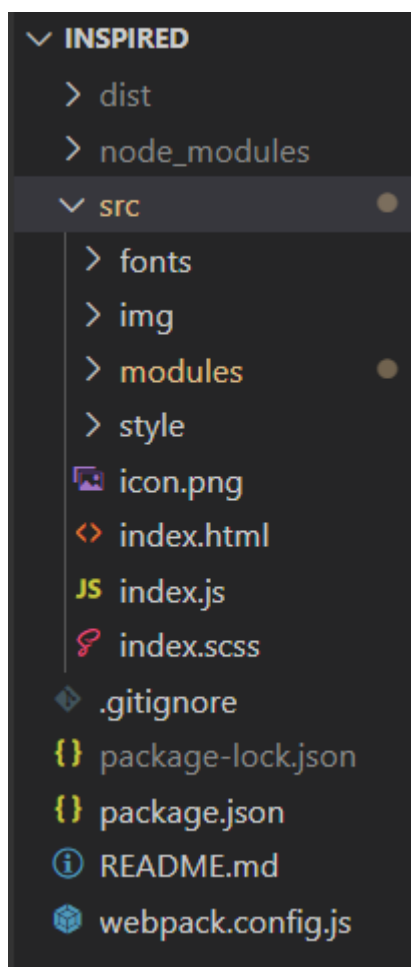 INSPIRED
dist
node_modules
src
fonts
img
modules
style
icon.png
index.html
JS index.js
index.scss
.gitignore
{} package-lock.json
{} package.json
README.md
webpack.config.js